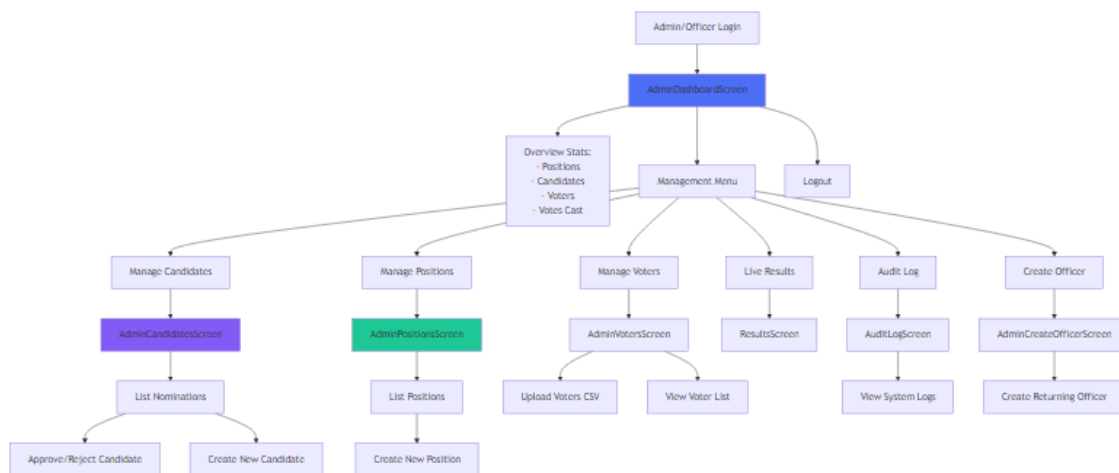 Admin/Officer Login
AdminDashboardScreen
Overview Stats:
- Positions
- Candidates
- Voters
- Votes Cast
Management Menu
Logout
Manage Candidates
Manage Positions
Manage Voters
Live Results
Audit Log
Create Officer
AdminCandidatesScreen
AdminPositionsScreen
AdminVotersScreen
ResultsScreen
AuditLogScreen
AdminCreateOfficerScreen
List Nominations
List Positions
Upload Voters CSV
View Voter List
View System Logs
Create Returning Officer
Approve/Reject Candidate
Create New Candidate
Create New Position